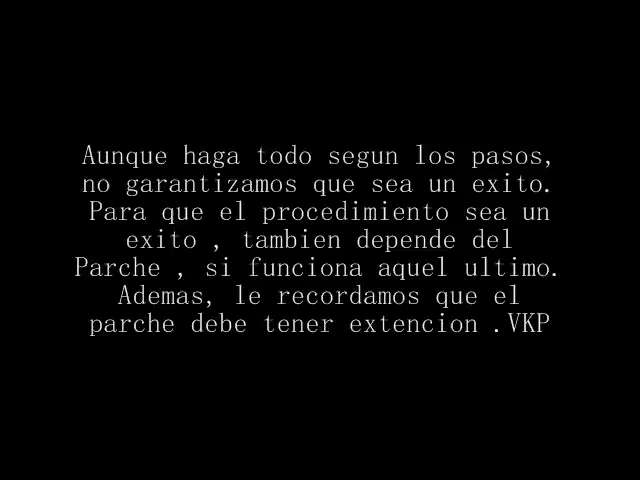 Aunque haga todo segun los pasos,
no garantizamos que sea un exito.
Para que el procedimiento sea un
exito , tambien depende del
Parche , si funciona aquel ultimo.
Ademas, le recordamos que el
parche debe tener extencion .VKP